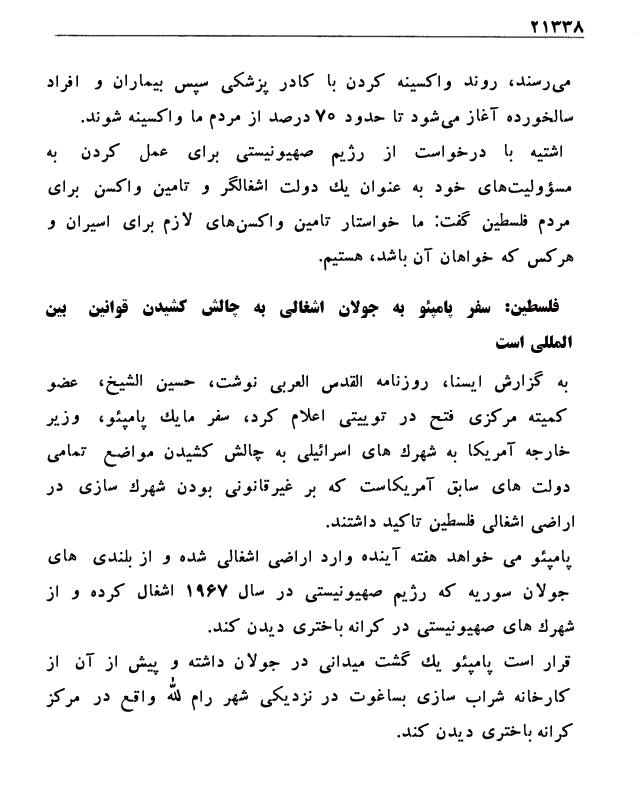 ۲۱۳۳۸
می‌رسند، روند واکسینه کردن با کادر پزشکی سپس بیماران و افراد
سالخورده آغاز می‌شود تا حدود ۷۰ درصد از مردم ما واکسینه شوند.
اشتیه با درخواست از رژیم صهیونیستی برای عمل کردن به
مسؤولیت‌های خود به عنوان یك دولت اشغالگر و تامین واکسن برای
مردم فلسطین گفت: ما خواستار تامین واکسن‌های لازم برای اسیران و
هرکس که خواهان آن باشد، هستیم.
فلسطین: سفر پامپئو به جولان اشغالی به چالش کشیدن قوانین بین
المللی است
به گزارش ایسنا، روزنامه القدس العربی نوشت، حسین الشیخ، عضو
کمیته مرکزی فتح در توییتی اعلام کرد، سفر مایك پامپئو، وزیر
خارجه آمریکا به شهرك های اسرائیلی به چالش کشیدن مواضع تمامی
دولت های سابق آمریکاست که بر غیرقانونی بودن شهرك سازی در
اراضی اشغالی فلسطین تاکید داشتند.
پامپئو می خواهد هفته آینده وارد اراضی اشغالی شده و از بلندی های
جولان سوریه که رژیم صهیونیستی در سال ۱۹۶۷ اشغال کرده و از
شهرك های صهیونیستی در کرانه باختری دیدن کند.
قرار است پامپئو یك گشت میدانی در جولان داشته و پیش از آن از
کارخانه شراب سازی بساغوت در نزدیکی شهر رام الله واقع در مرکز
کرانه باختری دیدن کند.